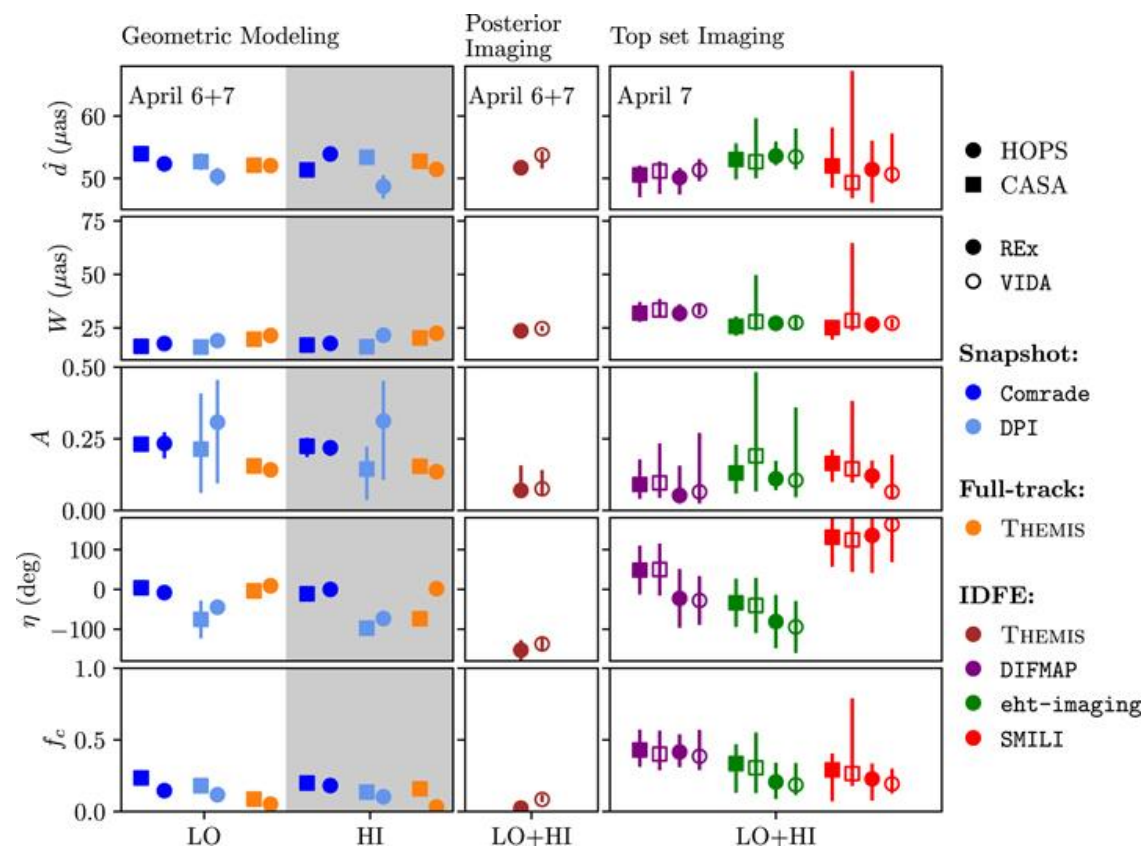 Geometric Modeling
Posterior
Imaging
Top set Imaging
April 6+7
April 6+7
April 7
d̂ (μas)
60
50
W (μas)
75
50
25
A
0.50
0.25
0.00
η (deg)
100
0
−100
f_c
1.0
0.5
0.0
LO
HI
LO+HI
LO+HI
HOPS
CASA
REx
VIDA
Snapshot:
Comrade
DPI
Full-track:
THEMIS
IDFE:
THEMIS
DIFMAP
eht-imaging
SMILI